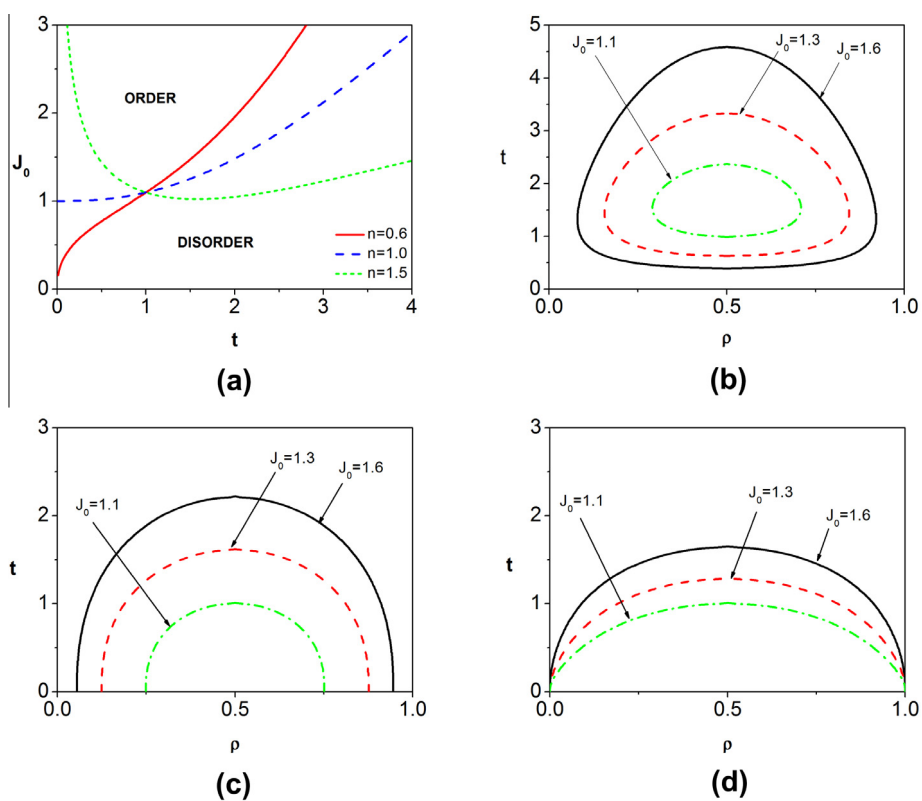 3
2
J0
1
0
ORDER
DISORDER
n=0.6
n=1.0
n=1.5
0 1 2 3 4
t
(a)
5
4
t
3
2
1
0
J0=1.1
J0=1.3
J0=1.6
0.0 0.5 1.0
ρ
(b)
3
2
t
1
0
J0=1.1
J0=1.3
J0=1.6
0.0 0.5 1.0
ρ
(c)
3
2
t
1
0
J0=1.1
J0=1.3
J0=1.6
0.0 0.5 1.0
ρ
(d)